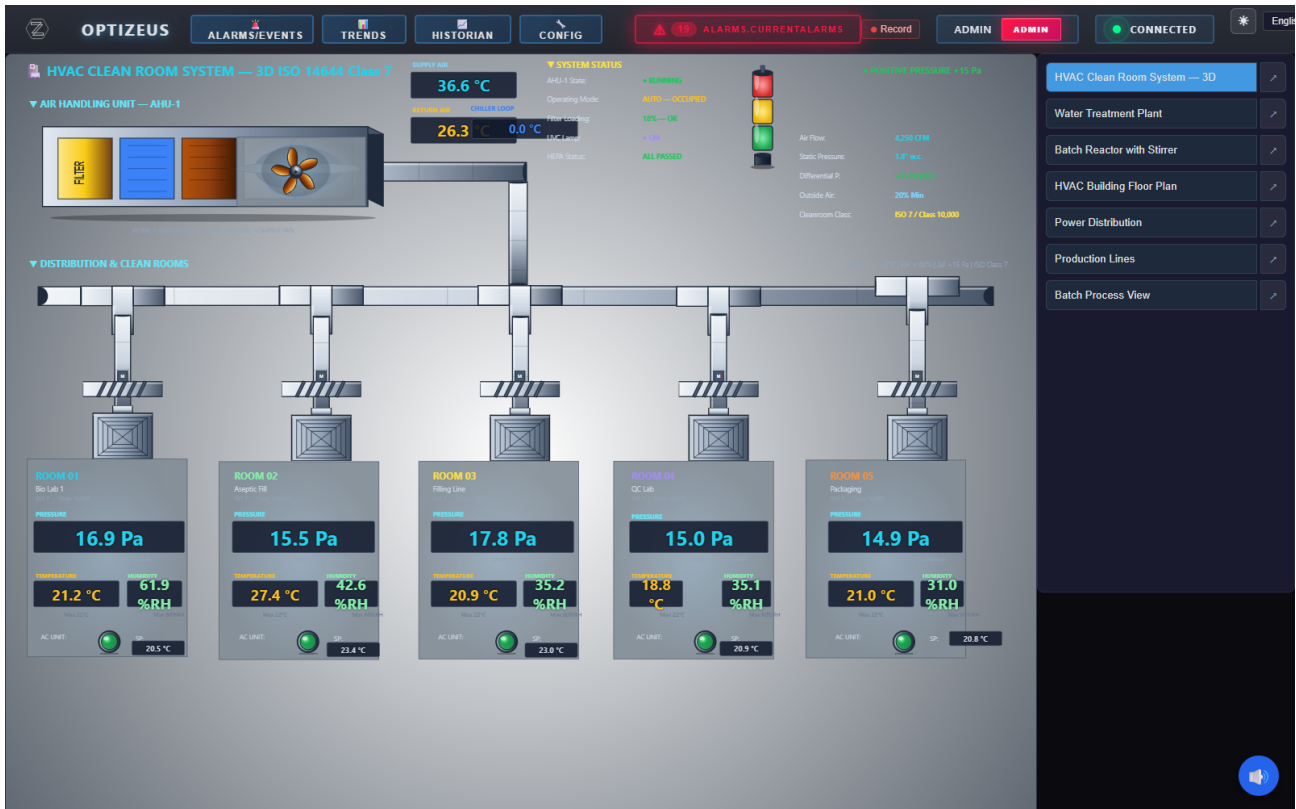 OPTIZEUS
ALARMS/EVENTS
TRENDS
HISTORIAN
CONFIG
19 ALARMS.CURRENTALARMS
Record
ADMIN ADMIN
CONNECTED
Englis
HVAC CLEAN ROOM SYSTEM — 3D ISO 14644 Class 7
SUPPLY AIR
36.6 °C
RETURN AIR
26.3 °C
CHILLER LOOP
0.0 °C
▼ SYSTEM STATUS
AHU-1 State: RUNNING
Operating Mode: AUTO — OCCUPIED
Filter Loading: 18% — OK
UVC Lamp: ON
HEPA Status: ALL PASSED
POSITIVE PRESSURE +15 Pa
Air Flow: 4,250 CFM
Static Pressure: 1.8" w.c.
Differential P:
Outside Air: 20% Min
Cleanroom Class: ISO 7 / Class 10,000
▼ AIR HANDLING UNIT — AHU-1
FILTER
▼ DISTRIBUTION & CLEAN ROOMS
M
M
M
M
M
ROOM 01
Bio Lab 1
PRESSURE
16.9 Pa
TEMPERATURE
21.2 °C
HUMIDITY
61.9 %RH
AC UNIT:
SP:
20.5 °C
ROOM 02
Aseptic Fill
PRESSURE
15.5 Pa
TEMPERATURE
27.4 °C
HUMIDITY
42.6 %RH
Max 22°C
AC UNIT:
SP:
23.4 °C
ROOM 03
Filling Line
PRESSURE
17.8 Pa
TEMPERATURE
20.9 °C
HUMIDITY
35.2 %RH
Max 22°C
AC UNIT:
SP:
23.0 °C
ROOM 04
QC Lab
PRESSURE
15.0 Pa
TEMPERATURE
18.8 °C
HUMIDITY
35.1 %RH
AC UNIT:
SP:
20.9 °C
ROOM 05
Packaging
PRESSURE
14.9 Pa
TEMPERATURE
21.0 °C
HUMIDITY
31.0 %RH
Max 22°C
AC UNIT:
SP:
20.8 °C
HVAC Clean Room System — 3D
Water Treatment Plant
Batch Reactor with Stirrer
HVAC Building Floor Plan
Power Distribution
Production Lines
Batch Process View